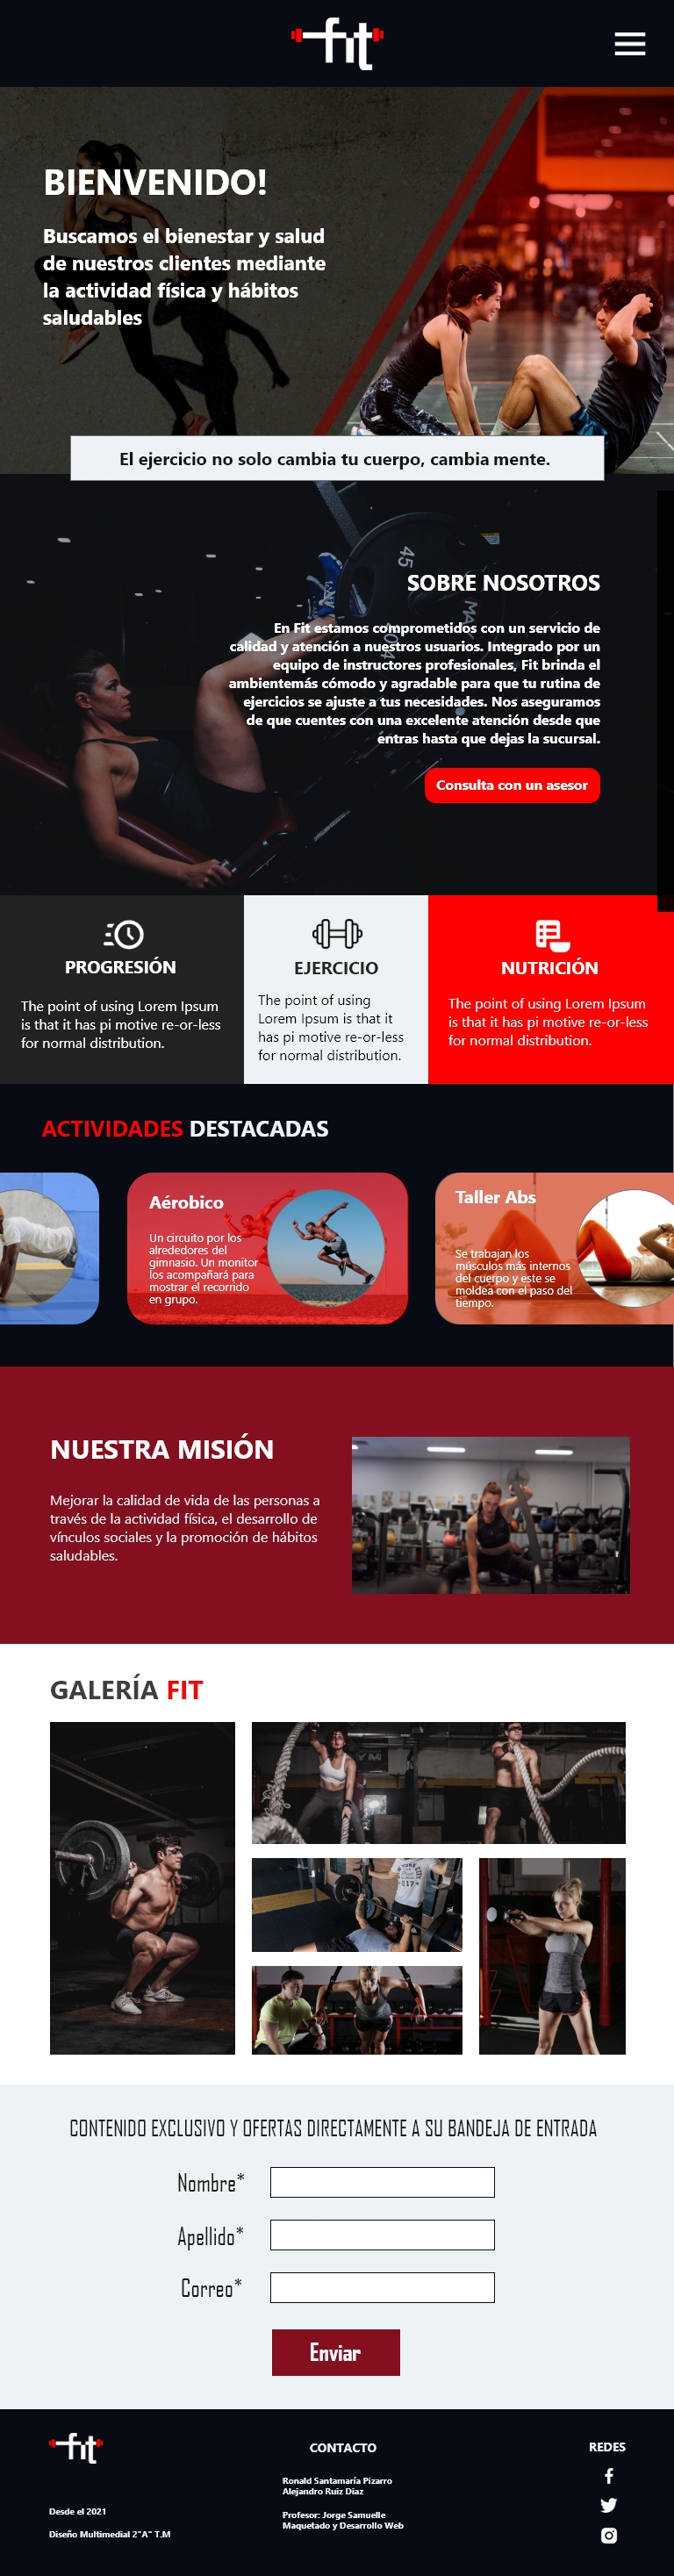 fit
BIENVENIDO!
Buscamos el bienestar y salud
de nuestros clientes mediante
la actividad física y hábitos
saludables
El ejercicio no solo cambia tu cuerpo, cambia mente.
45
SOBRE NOSOTROS
En Fit estamos comprometidos con un servicio de
calidad y atención a nuestros usuarios. Integrado por un
equipo de instructores profesionales, Fit brinda el
ambientemás cómodo y agradable para que tu rutina de
ejercicios se ajuste a tus necesidades. Nos aseguramos
de que cuentes con una excelente atención desde que
entras hasta que dejas la sucursal.
Consulta con un asesor
PROGRESIÓN
The point of using Lorem Ipsum
is that it has pi motive re-or-less
for normal distribution.
EJERCICIO
The point of using
Lorem Ipsum is that it
has pi motive re-or-less
for normal distribution.
NUTRICIÓN
The point of using Lorem Ipsum
is that it has pi motive re-or-less
for normal distribution.
ACTIVIDADES DESTACADAS
Aérobico
Un circuito por los
alrededores del
gimnasio. Un monitor
los acompañará para
mostrar el recorrido
en grupo.
Taller Abs
Se trabajan los
músculos más internos
del cuerpo y este se
moldea con el paso del
tiempo.
NUESTRA MISIÓN
Mejorar la calidad de vida de las personas a
través de la actividad física, el desarrollo de
vínculos sociales y la promoción de hábitos
saludables.
GALERÍA FIT
CONTENIDO EXCLUSIVO Y OFERTAS DIRECTAMENTE A SU BANDEJA DE ENTRADA
Nombre*
Apellido*
Correo*
Enviar
fit
Desde el 2021
Diseño Multimedial 2"A" T.M
CONTACTO
Ronald Santamaría Pizarro
Alejandro Ruiz Diaz
Profesor: Jorge Samuelle
Maquetado y Desarrollo Web
REDES